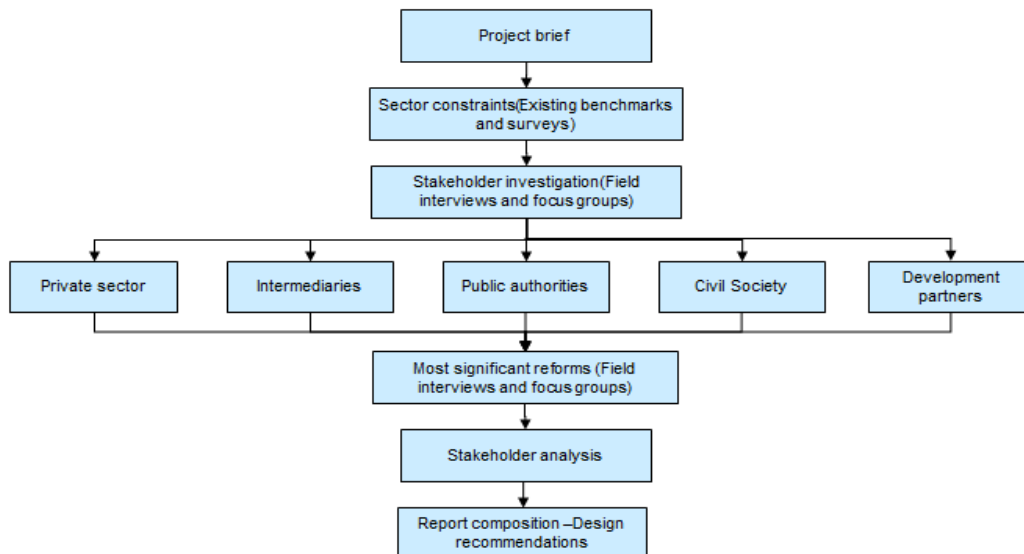 Project brief
Sector constraints(Existing benchmarks
and surveys)
Stakeholder investigation(Field
interviews and focus groups)
Private sector
Intermediaries
Public authorities
Civil Society
Development
partners
Most significant reforms (Field
interviews and focus groups)
Stakeholder analysis
Report composition –Design
recommendations